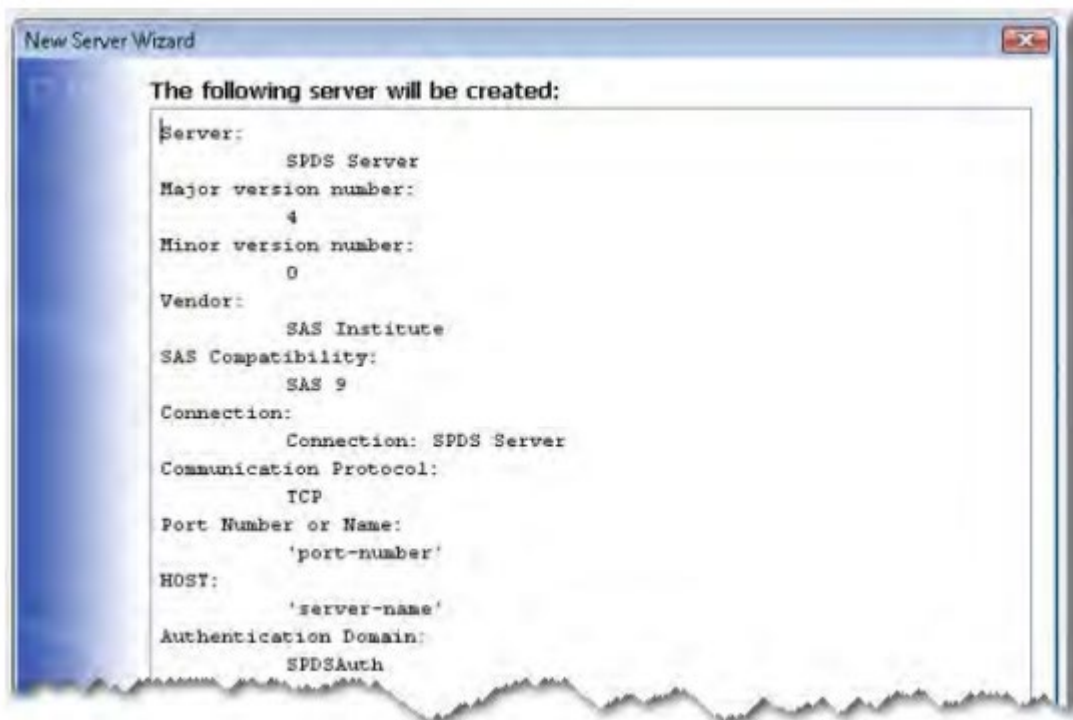 New Server Wizard
The following server will be created:
Server:
SPDS Server
Major version number:
4
Minor version number:
0
Vendor:
SAS Institute
SAS Compatibility:
SAS 9
Connection:
Connection: SPDS Server
Communication Protocol:
TCP
Port Number or Name:
'port-number'
HOST:
'server-name'
Authentication Domain:
SPDSAuth